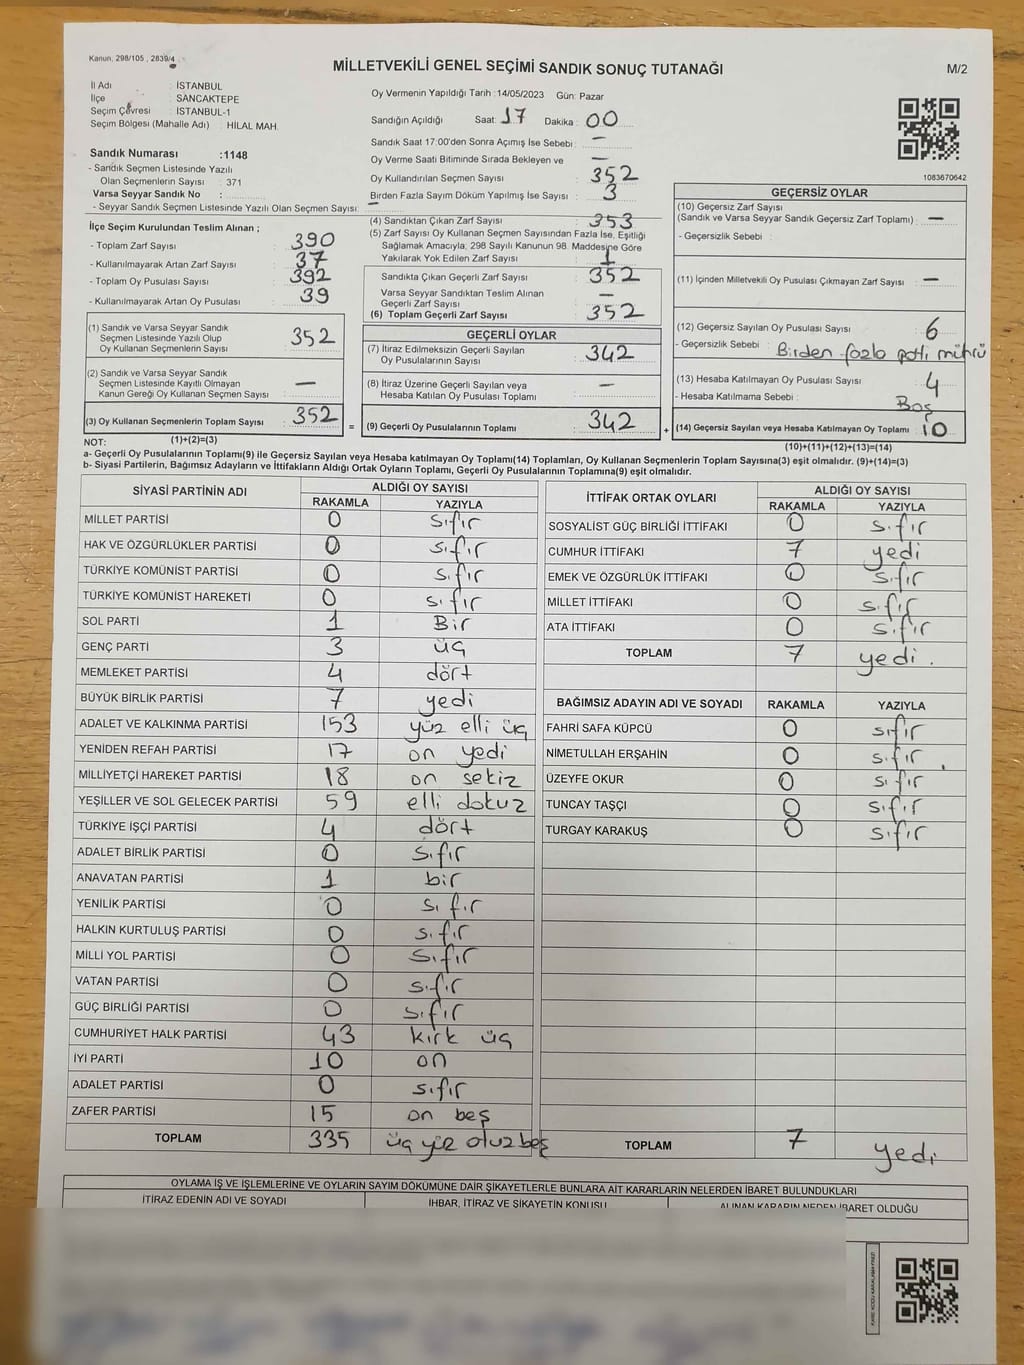 Kanun, 298/105 , 2839/4
MİLLETVEKİLİ GENEL SEÇİMİ SANDIK SONUÇ TUTANAĞI
M/2
İl Adı : İSTANBUL
İlçe : SANCAKTEPE
Seçim Çevresi : İSTANBUL-1
Seçim Bölgesi (Mahalle Adı) : HİLAL MAH.
Sandık Numarası :1148
- Sandık Seçmen Listesinde Yazılı
Olan Seçmenlerin Sayısı : 371
Varsa Seyyar Sandık No :
- Seyyar Sandık Seçmen Listesinde Yazılı Olan Seçmen Sayısı: —
Oy Vermenin Yapıldığı Tarih :14/05/2023 Gün: Pazar
Sandığın Açıldığı Saat: 17 Dakika : 00
Sandık Saat 17:00'den Sonra Açımış İse Sebebi : —
Oy Verme Saati Bitiminde Sırada Bekleyen ve —
Oy Kullandırılan Seçmen Sayısı : 352
Birden Fazla Sayım Döküm Yapılmış İse Sayısı : 3
1083670642
İlçe Seçim Kurulundan Teslim Alınan ;
- Toplam Zarf Sayısı : 390
- Kullanılmayarak Artan Zarf Sayısı : 37
- Toplam Oy Pusulası Sayısı : 392
- Kullanılmayarak Artan Oy Pusulası : 39
(1) Sandık ve Varsa Seyyar Sandık
Seçmen Listesinde Yazılı Olup
Oy Kullanan Seçmenlerin Sayısı : 352
(2) Sandık ve Varsa Seyyar Sandık
Seçmen Listesinde Kayıtlı Olmayan
Kanun Gereği Oy Kullanan Seçmen Sayısı : —
(3) Oy Kullanan Seçmenlerin Toplam Sayısı : 352
(4) Sandıktan Çıkan Zarf Sayısı : 353
(5) Zarf Sayısı Oy Kullanan Seçmen Sayısından Fazla İse, Eşitliği
Sağlamak Amacıyla, 298 Sayılı Kanunun 98. Maddesine Göre
Yakılarak Yok Edilen Zarf Sayısı : 1
Sandıkta Çıkan Geçerli Zarf Sayısı : 352
Varsa Seyyar Sandıktan Teslim Alınan
Geçerli Zarf Sayısı : —
(6) Toplam Geçerli Zarf Sayısı : 352
GEÇERLİ OYLAR
(7) İtiraz Edilmeksizin Geçerli Sayılan
Oy Pusulalarının Sayısı : 342
(8) İtiraz Üzerine Geçerli Sayılan veya
Hesaba Katılan Oy Pusulası Toplamı : —
= (9) Geçerli Oy Pusulalarının Toplamı : 342 +
GEÇERSİZ OYLAR
(10) Geçersiz Zarf Sayısı
(Sandık ve Varsa Seyyar Sandık Geçersiz Zarf Toplamı) : —
- Geçersizlik Sebebi :
(11) İçinden Milletvekili Oy Pusulası Çıkmayan Zarf Sayısı : —
(12) Geçersiz Sayılan Oy Pusulası Sayısı : 6
- Geçersizlik Sebebi : Birden fazla parti mührü
(13) Hesaba Katılmayan Oy Pusulası Sayısı : 4
- Hesaba Katılmama Sebebi : Boş
(14) Geçersiz Sayılan veya Hesaba Katılmayan Oy Toplamı : 10
NOT: (1)+(2)=(3)
(10)+(11)+(12)+(13)=(14)
a- Geçerli Oy Pusulalarının Toplamı(9) ile Geçersiz Sayılan veya Hesaba katılmayan Oy Toplamı(14) Toplamları, Oy Kullanan Seçmenlerin Toplam Sayısına(3) eşit olmalıdır. (9)+(14)=(3)
b- Siyasi Partilerin, Bağımsız Adayların ve İttifakların Aldığı Ortak Oyların Toplamı, Geçerli Oy Pusulalarının Toplamına(9) eşit olmalıdır.
SİYASİ PARTİNİN ADI ALDIĞI OY SAYISI
RAKAMLA YAZIYLA
MİLLET PARTİSİ 0 sıfır
HAK VE ÖZGÜRLÜKLER PARTİSİ 0 sıfır
TÜRKİYE KOMÜNİST PARTİSİ 0 sıfır
TÜRKİYE KOMÜNİST HAREKETİ 0 sıfır
SOL PARTİ 1 Bir
GENÇ PARTİ 3 üç
MEMLEKET PARTİSİ 4 dört
BÜYÜK BİRLİK PARTİSİ 7 yedi
ADALET VE KALKINMA PARTİSİ 153 yüz elli üç
YENİDEN REFAH PARTİSİ 17 on yedi
MİLLİYETÇİ HAREKET PARTİSİ 18 on sekiz
YEŞİLLER VE SOL GELECEK PARTİSİ 59 elli dokuz
TÜRKİYE İŞÇİ PARTİSİ 4 dört
ADALET BİRLİK PARTİSİ 0 sıfır
ANAVATAN PARTİSİ 1 bir
YENİLİK PARTİSİ 0 sıfır
HALKIN KURTULUŞ PARTİSİ 0 sıfır
MİLLİ YOL PARTİSİ 0 sıfır
VATAN PARTİSİ 0 sıfır
GÜÇ BİRLİĞİ PARTİSİ 0 sıfır
CUMHURİYET HALK PARTİSİ 43 kırk üç
İYİ PARTİ 10 on
ADALET PARTİSİ 0 sıfır
ZAFER PARTİSİ 15 on beş
TOPLAM 335 üç yüz otuz beş
İTTİFAK ORTAK OYLARI ALDIĞI OY SAYISI
RAKAMLA YAZIYLA
SOSYALİST GÜÇ BİRLİĞİ İTTİFAKI 0 sıfır
CUMHUR İTTİFAKI 7 yedi
EMEK VE ÖZGÜRLÜK İTTİFAKI 0 sıfır
MİLLET İTTİFAKI 0 sıfır
ATA İTTİFAKI 0 sıfır
TOPLAM 7 yedi.
BAĞIMSIZ ADAYIN ADI VE SOYADI RAKAMLA YAZIYLA
FAHRİ SAFA KÜPCÜ 0 sıfır
NİMETULLAH ERŞAHİN 0 sıfır
ÜZEYFE OKUR 0 sıfır
TUNCAY TAŞÇI 0 sıfır
TURGAY KARAKUŞ 0 sıfır
TOPLAM 7 yedi
OYLAMA İŞ VE İŞLEMLERİNE VE OYLARIN SAYIM DÖKÜMÜNE DAİR ŞİKAYETLERLE BUNLARA AİT KARARLARIN NELERDEN İBARET BULUNDUKLARI
İTİRAZ EDENİN ADI VE SOYADI İHBAR, İTİRAZ VE ŞİKAYETİN KONUSU ALINAN KARARIN NEDEN İBARET OLDUĞU